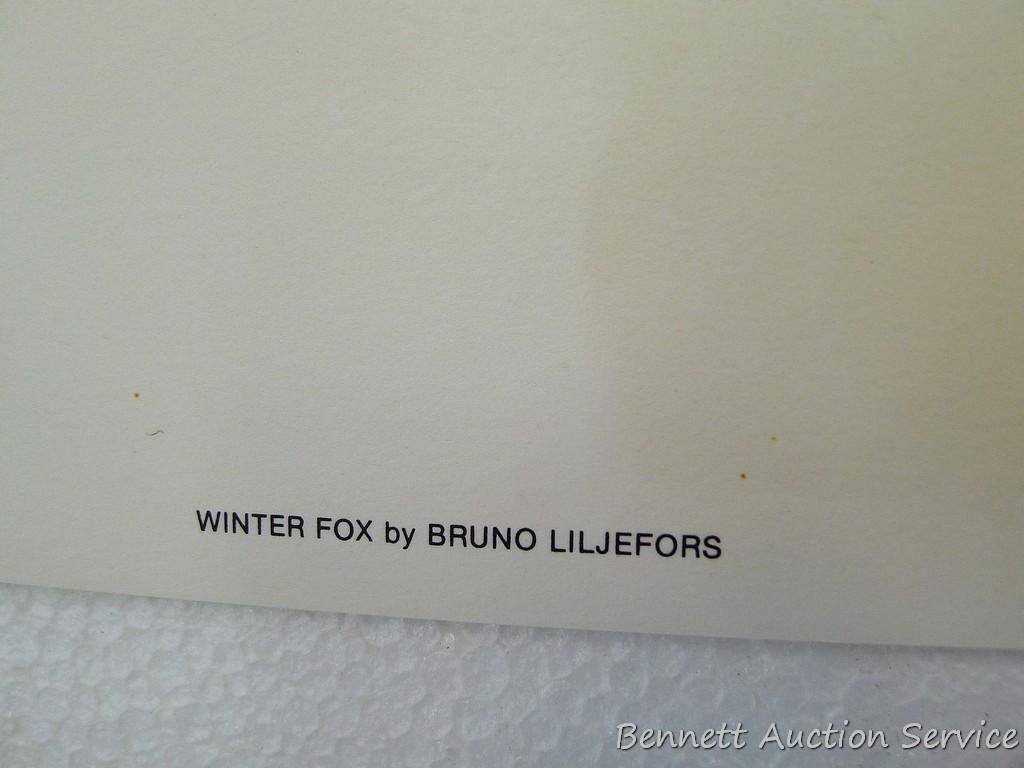 WINTER FOX by BRUNO LILJEFORS
Bennett Auction Service